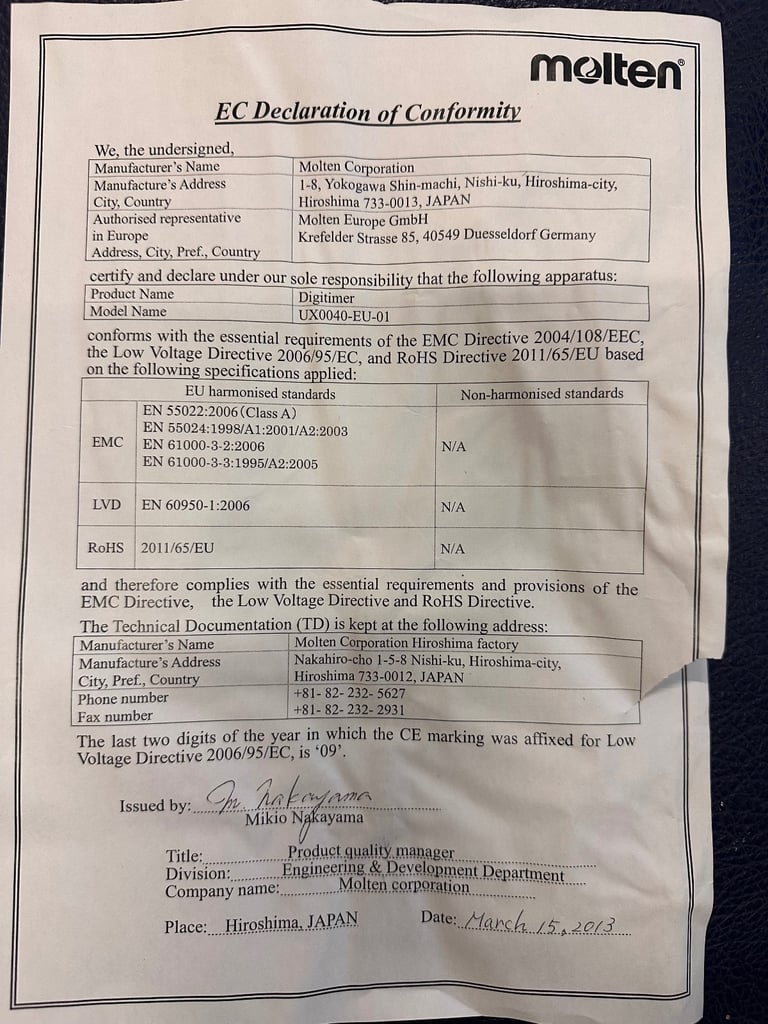 molten®
EC Declaration of Conformity
We, the undersigned,
Manufacturer's Name Molten Corporation
Manufacture's Address 1-8, Yokogawa Shin-machi, Nishi-ku, Hiroshima-city,
City, Country Hiroshima 733-0013, JAPAN
Authorised representative Molten Europe GmbH
in Europe Krefelder Strasse 85, 40549 Duesseldorf Germany
Address, City, Pref., Country
certify and declare under our sole responsibility that the following apparatus:
Product Name Digitimer
Model Name UX0040-EU-01
conforms with the essential requirements of the EMC Directive 2004/108/EEC,
the Low Voltage Directive 2006/95/EC, and RoHS Directive 2011/65/EU based
on the following specifications applied:
EU harmonised standards Non-harmonised standards
EN 55022:2006(Class A)
EN 55024:1998/A1:2001/A2:2003
EMC EN 61000-3-2:2006 N/A
EN 61000-3-3:1995/A2:2005
LVD EN 60950-1:2006 N/A
RoHS 2011/65/EU N/A
and therefore complies with the essential requirements and provisions of the
EMC Directive, the Low Voltage Directive and RoHS Directive.
The Technical Documentation (TD) is kept at the following address:
Manufacturer's Name Molten Corporation Hiroshima factory
Manufacture's Address Nakahiro-cho 1-5-8 Nishi-ku, Hiroshima-city,
City, Pref., Country Hiroshima 733-0012, JAPAN
Phone number +81- 82- 232- 5627
Fax number +81- 82- 232- 2931
The last two digits of the year in which the CE marking was affixed for Low
Voltage Directive 2006/95/EC, is '09'.
Issued by: M. Nakayama
Mikio Nakayama
Title: Product quality manager
Division: Engineering & Development Department
Company name: Molten corporation
Place: Hiroshima, JAPAN Date: March 15, 2013